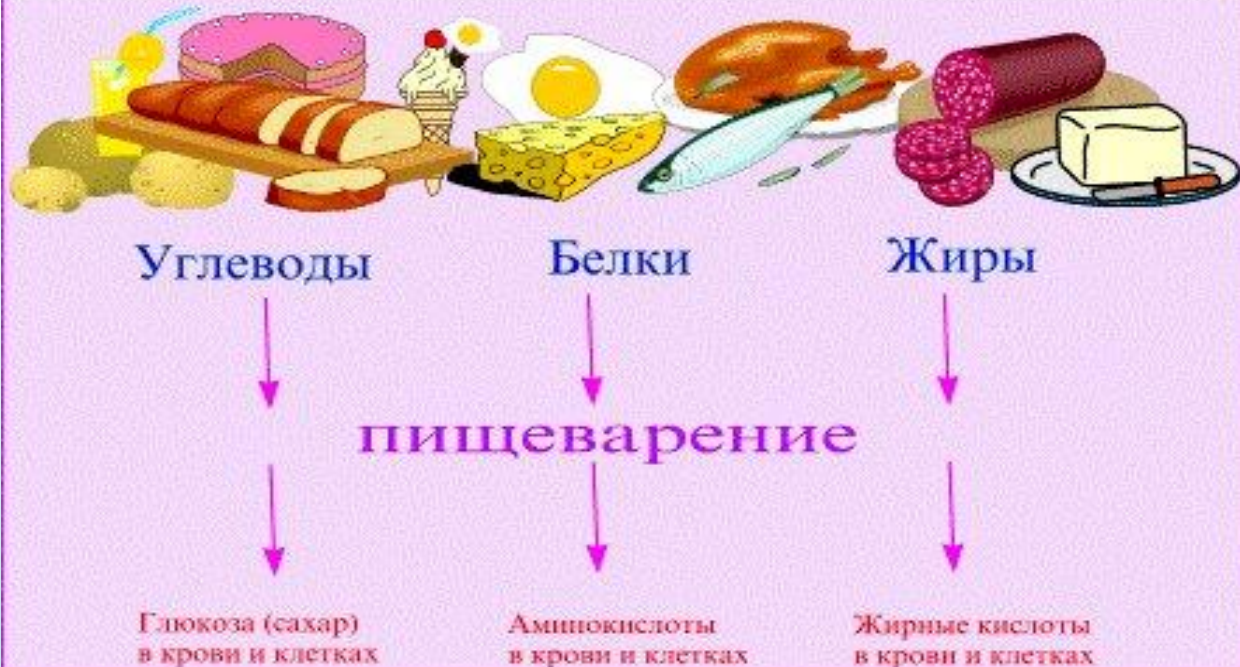 Углеводы Белки Жиры
пищеварение
Глюкоза (сахар) Аминокислоты Жирные кислоты
в крови и клетках в крови и клетках в крови и клетках